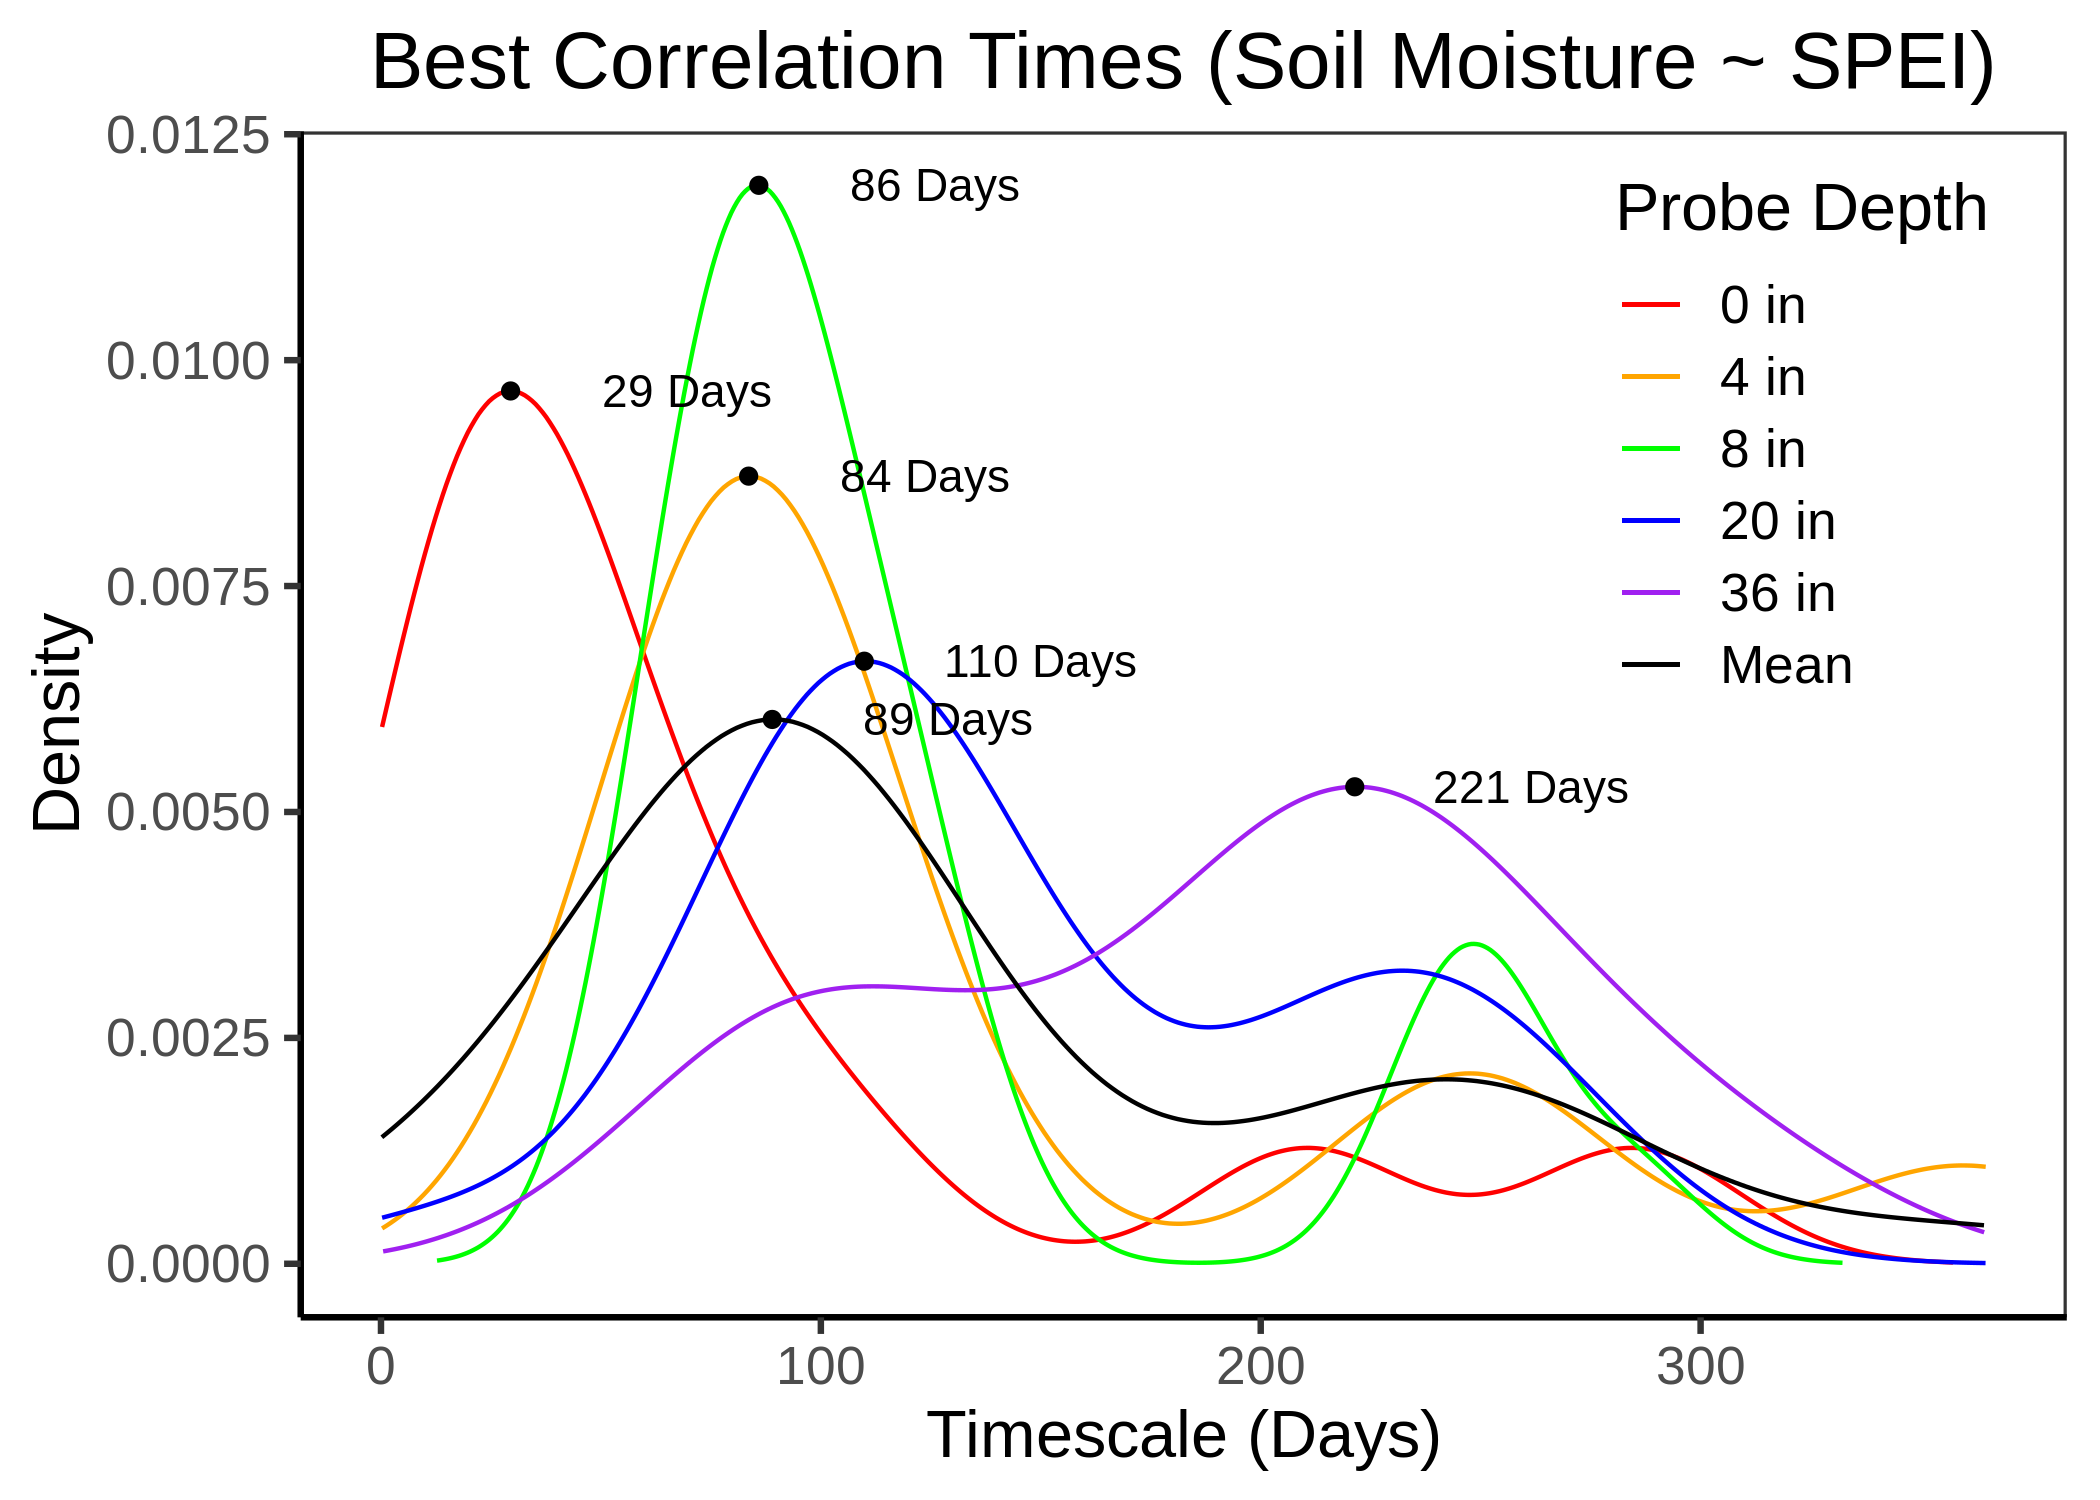 Best Correlation Times (Soil Moisture ~ SPEI)
0.0125
0.0100
0.0075
0.0050
0.0025
0.0000
Density
86 Days
29 Days
84 Days
110 Days
89 Days
221 Days
Probe Depth
0 in
4 in
8 in
20 in
36 in
Mean
0
100
200
300
Timescale (Days)